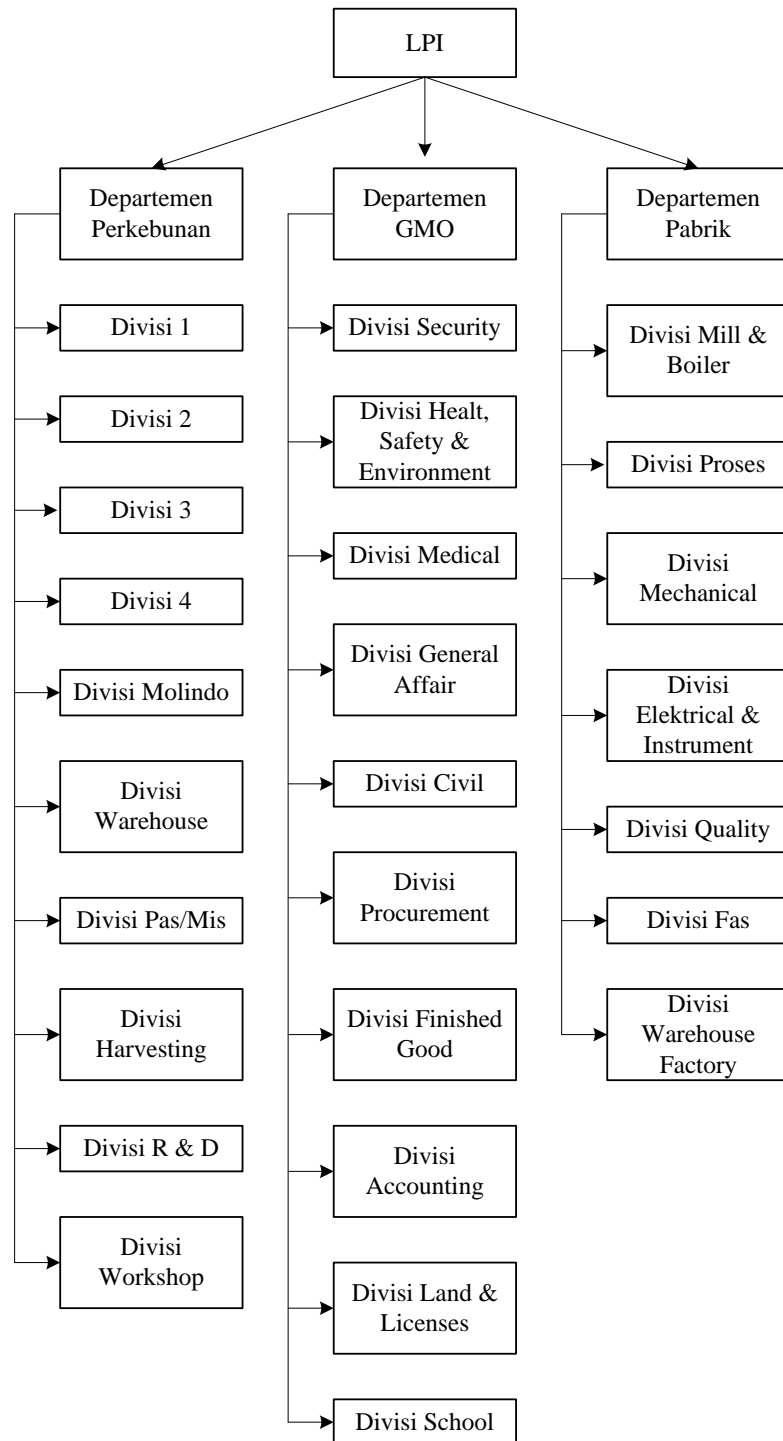 LPI
Departemen
Perkebunan
Divisi 1
Divisi 2
Divisi 3
Divisi 4
Divisi Molindo
Divisi
Warehouse
Divisi Pas/Mis
Divisi
Harvesting
Divisi R & D
Divisi
Workshop
Departemen
GMO
Divisi Security
Divisi Healt,
Safety &
Environment
Divisi Medical
Divisi General
Affair
Divisi Civil
Divisi
Procurement
Divisi Finished
Good
Divisi
Accounting
Divisi Land &
Licenses
Divisi School
Departemen
Pabrik
Divisi Mill &
Boiler
Divisi Proses
Divisi
Mechanical
Divisi
Elektrical &
Instrument
Divisi Quality
Divisi Fas
Divisi
Warehouse
Factory